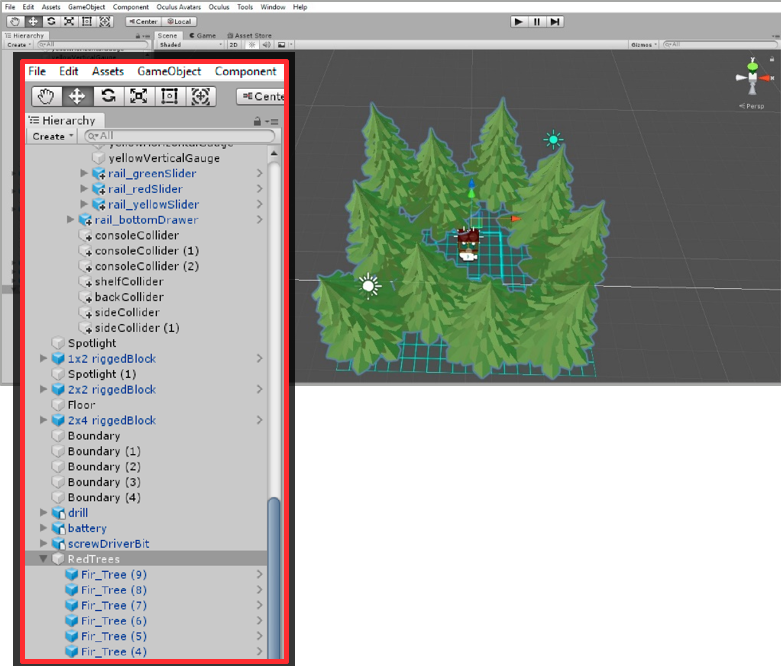 File Edit Assets GameObject Component Oculus Avatars Oculus Tools Window Help
Center Local
Hierarchy Scene Game Asset Store
Create All Shaded 2D Gizmos All
y
x
Persp
File Edit Assets GameObject Component
Cente
Hierarchy
Create All
yellowHorizontalGauge
yellowVerticalGauge
rail_greenSlider
rail_redSlider
rail_yellowSlider
rail_bottomDrawer
consoleCollider
consoleCollider (1)
consoleCollider (2)
shelfCollider
backCollider
sideCollider
sideCollider (1)
Spotlight
1x2 riggedBlock
Spotlight (1)
2x2 riggedBlock
Floor
2x4 riggedBlock
Boundary
Boundary (1)
Boundary (2)
Boundary (3)
Boundary (4)
drill
battery
screwDriverBit
RedTrees
Fir_Tree (9)
Fir_Tree (8)
Fir_Tree (7)
Fir_Tree (6)
Fir_Tree (5)
Fir_Tree (4)